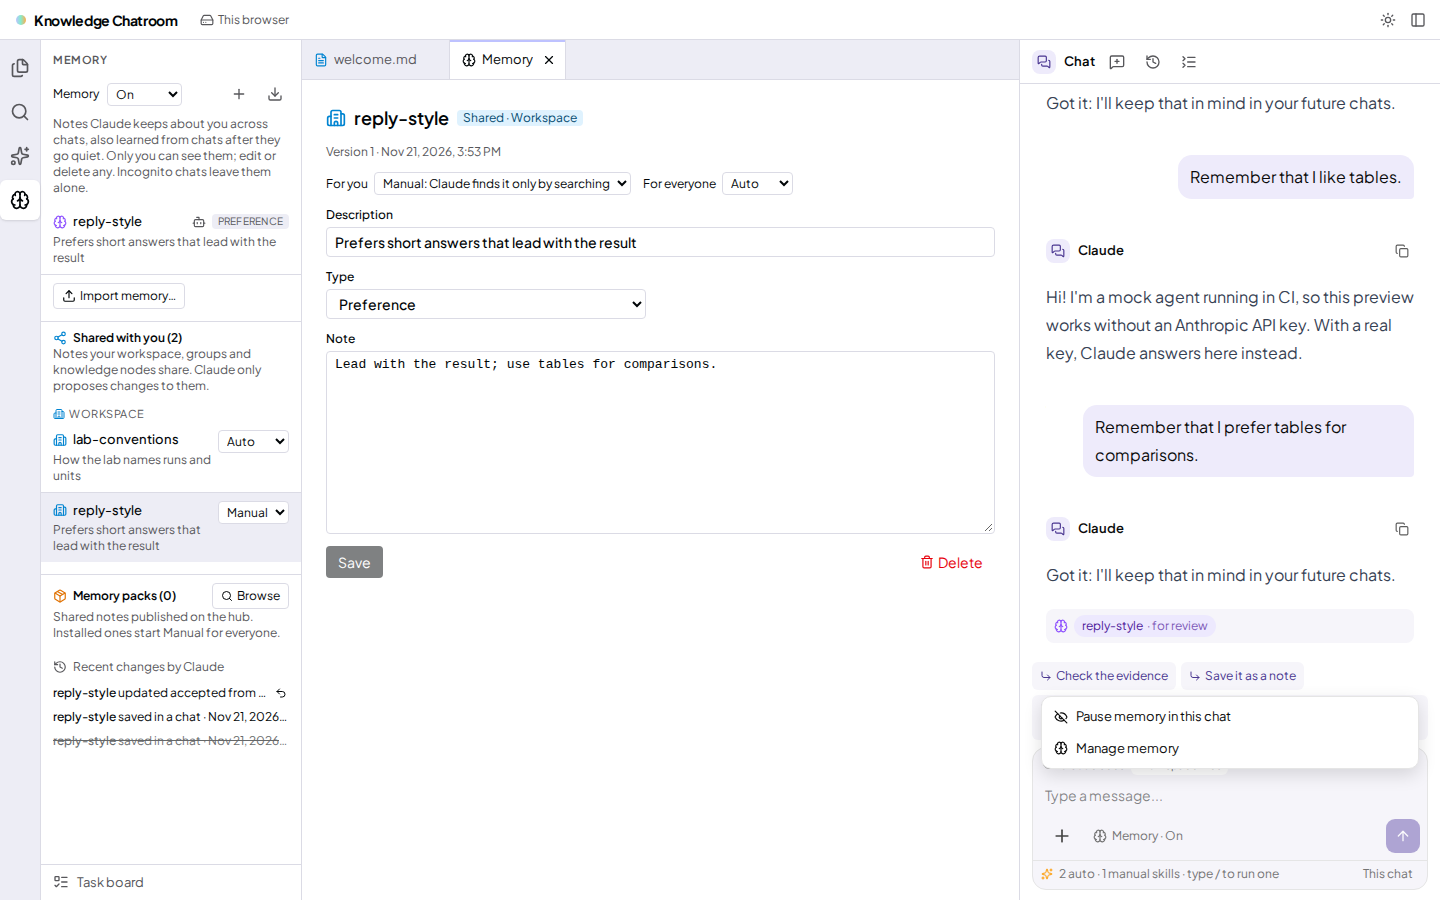 Knowledge Chatroom
This browser
MEMORY
Memory
On
Notes Claude keeps about you across
chats, also learned from chats after they
go quiet. Only you can see them; edit or
delete any. Incognito chats leave them
alone.
reply-style
PREFERENCE
Prefers short answers that lead with the
result
Import memory…
Shared with you (2)
Notes your workspace, groups and
knowledge nodes share. Claude only
proposes changes to them.
WORKSPACE
lab-conventions
Auto
How the lab names runs and
units
reply-style
Manual
Prefers short answers that
lead with the result
Memory packs (0)
Browse
Shared notes published on the hub.
Installed ones start Manual for everyone.
Recent changes by Claude
reply-style updated accepted from …
reply-style saved in a chat · Nov 21, 2026…
reply-style saved in a chat · Nov 21, 2026…
Task board
welcome.md
Memory
reply-style
Shared · Workspace
Version 1 · Nov 21, 2026, 3:53 PM
For you
Manual: Claude finds it only by searching
For everyone
Auto
Description
Prefers short answers that lead with the result
Type
Preference
Note
Lead with the result; use tables for comparisons.
Save
Delete
Chat
Got it: I'll keep that in mind in your future chats.
Remember that I like tables.
Claude
Hi! I'm a mock agent running in CI, so this preview
works without an Anthropic API key. With a real
key, Claude answers here instead.
Remember that I prefer tables for
comparisons.
Claude
Got it: I'll keep that in mind in your future chats.
reply-style · for review
Check the evidence
Save it as a note
Pause memory in this chat
Manage memory
Type a message...
Memory · On
2 auto · 1 manual skills · type / to run one
This chat